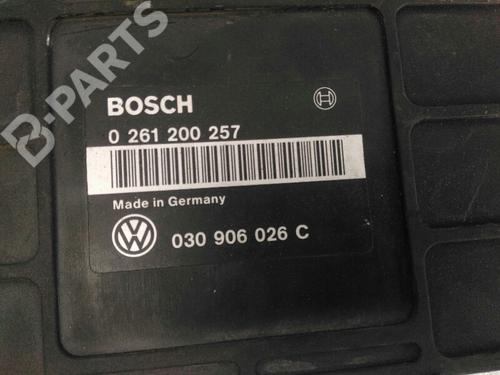 B-PARTS
BOSCH
0 261 200 257
Made in Germany
030 906 026 C